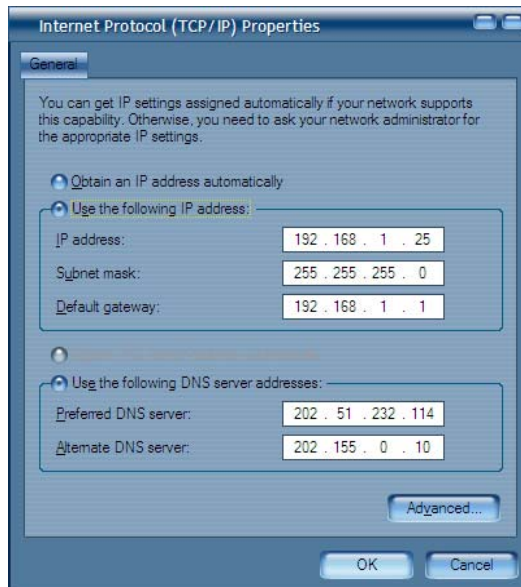 Internet Protocol (TCP/IP) Properties
General
You can get IP settings assigned automatically if your network supports
this capability. Otherwise, you need to ask your network administrator for
the appropriate IP settings.
Obtain an IP address automatically
Use the following IP address:
IP address: 192 . 168 . 1 . 25
Subnet mask: 255 . 255 . 255 . 0
Default gateway: 192 . 168 . 1 . 1
Use the following DNS server addresses:
Preferred DNS server: 202 . 51 . 232 . 114
Alternate DNS server: 202 . 155 . 0 . 10
Advanced...
OK Cancel